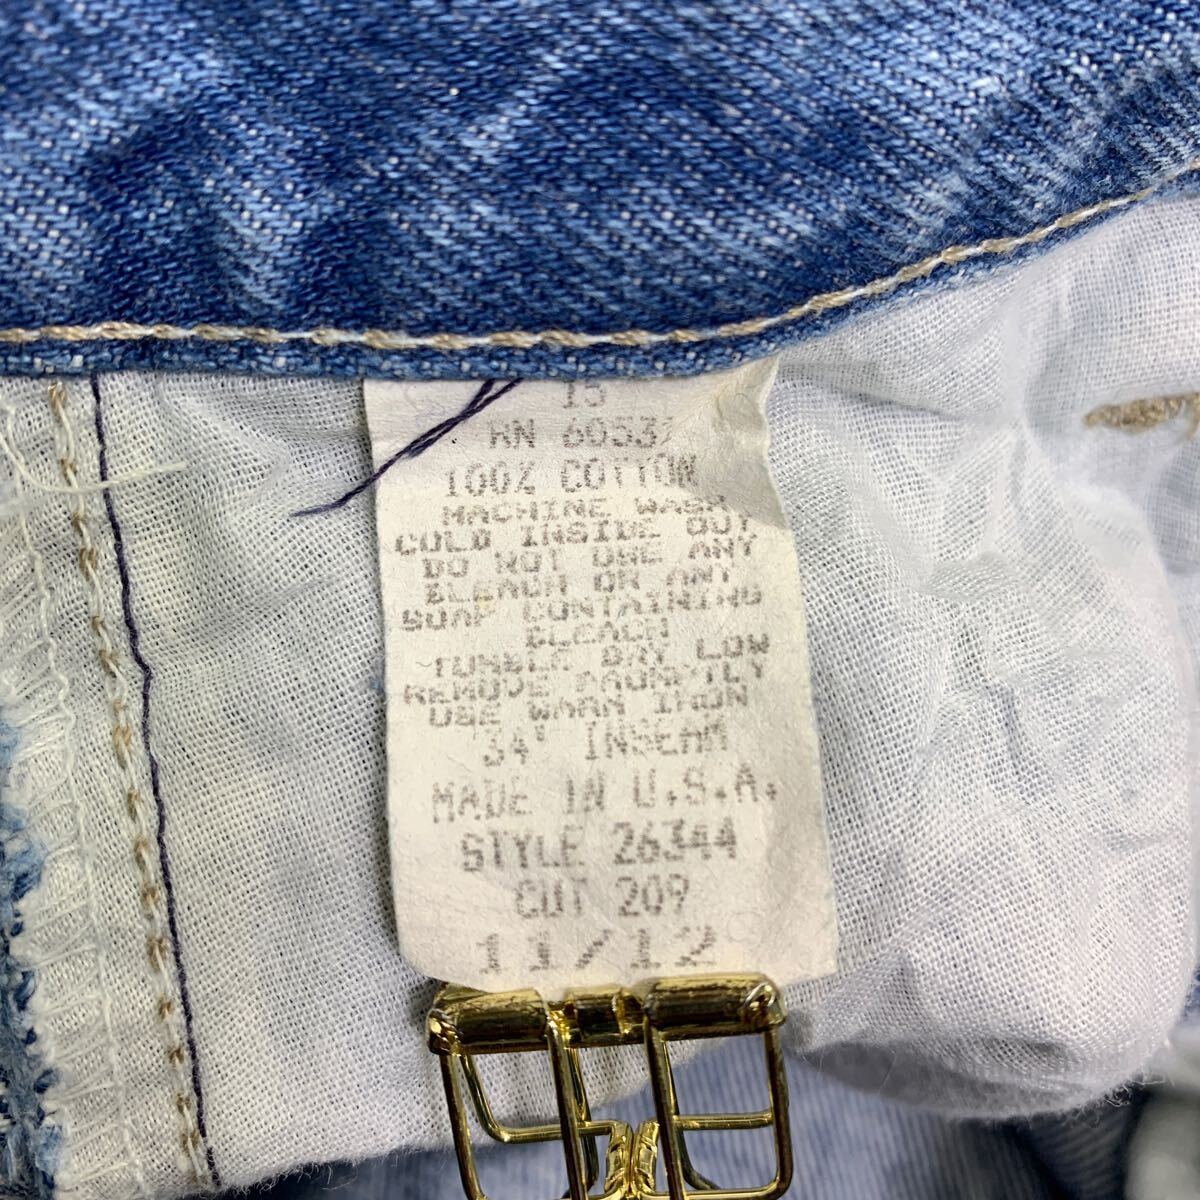 15
RN 60537
100% COTTON
MACHINE WASH
COLD INSIDE OUT
DO NOT USE ANY
BLEACH OR ANY
SOAP CONTAINING
BLEACH
TUMBLE DRY LOW
REMOVE PROMPTLY
USE WARM IRON
34" INSEAM
MADE IN U.S.A.
STYLE 26344
CUT 209
11/12